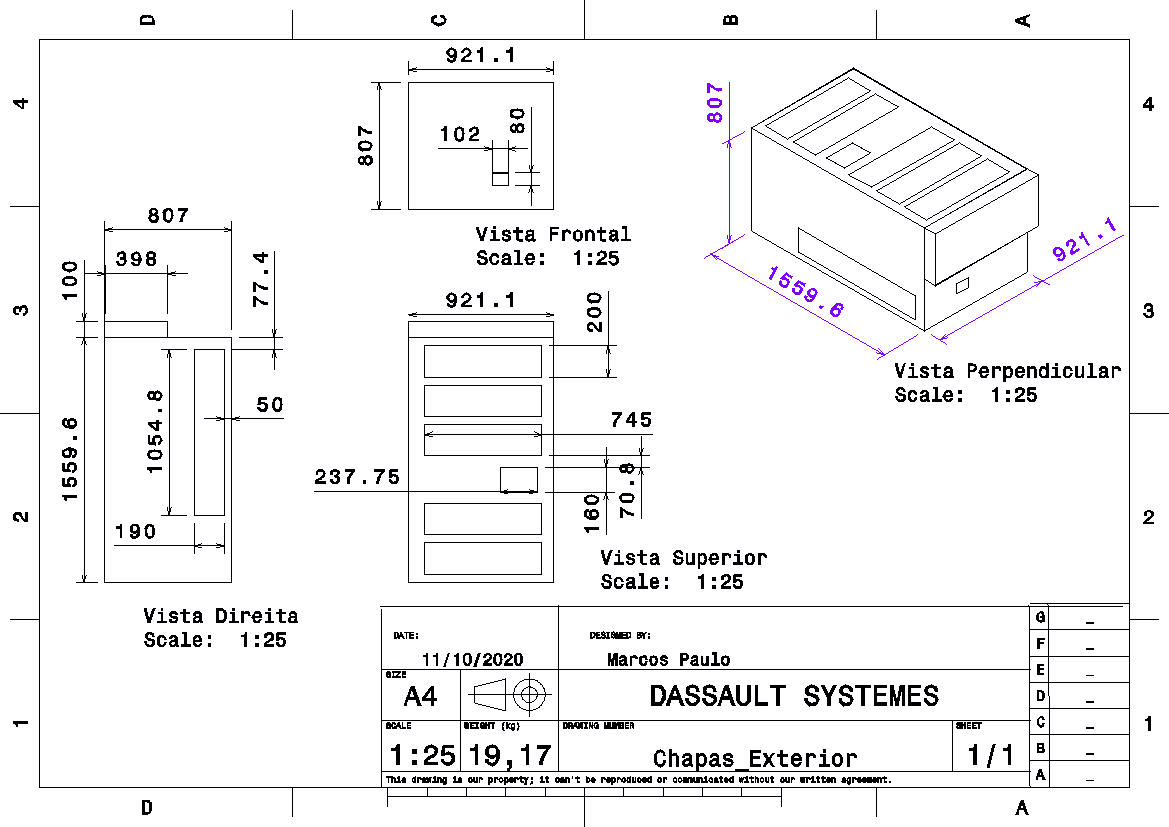 D C B A
4
4
3
3
2
2
1
1
921.1
807
102
80
Vista Frontal
Scale: 1:25
807
1559.6
921.1
Vista Perpendicular
Scale: 1:25
807
398
100
77.4
1559.6
1054.8
50
190
Vista Direita
Scale: 1:25
921.1
200
745
237.75
160
70.8
Vista Superior
Scale: 1:25
DATE:
11/10/2020
DESIGNED BY:
Marcos Paulo
SIZE
A4
DASSAULT SYSTEMES
SCALE
1:25
WEIGHT (kg)
19,17
DRAWING NUMBER
Chapas_Exterior
SHEET
1/1
This drawing is our property; it can't be reproduced or communicated without our written agreement.
G _
F _
E _
D _
C _
B _
A _
D A